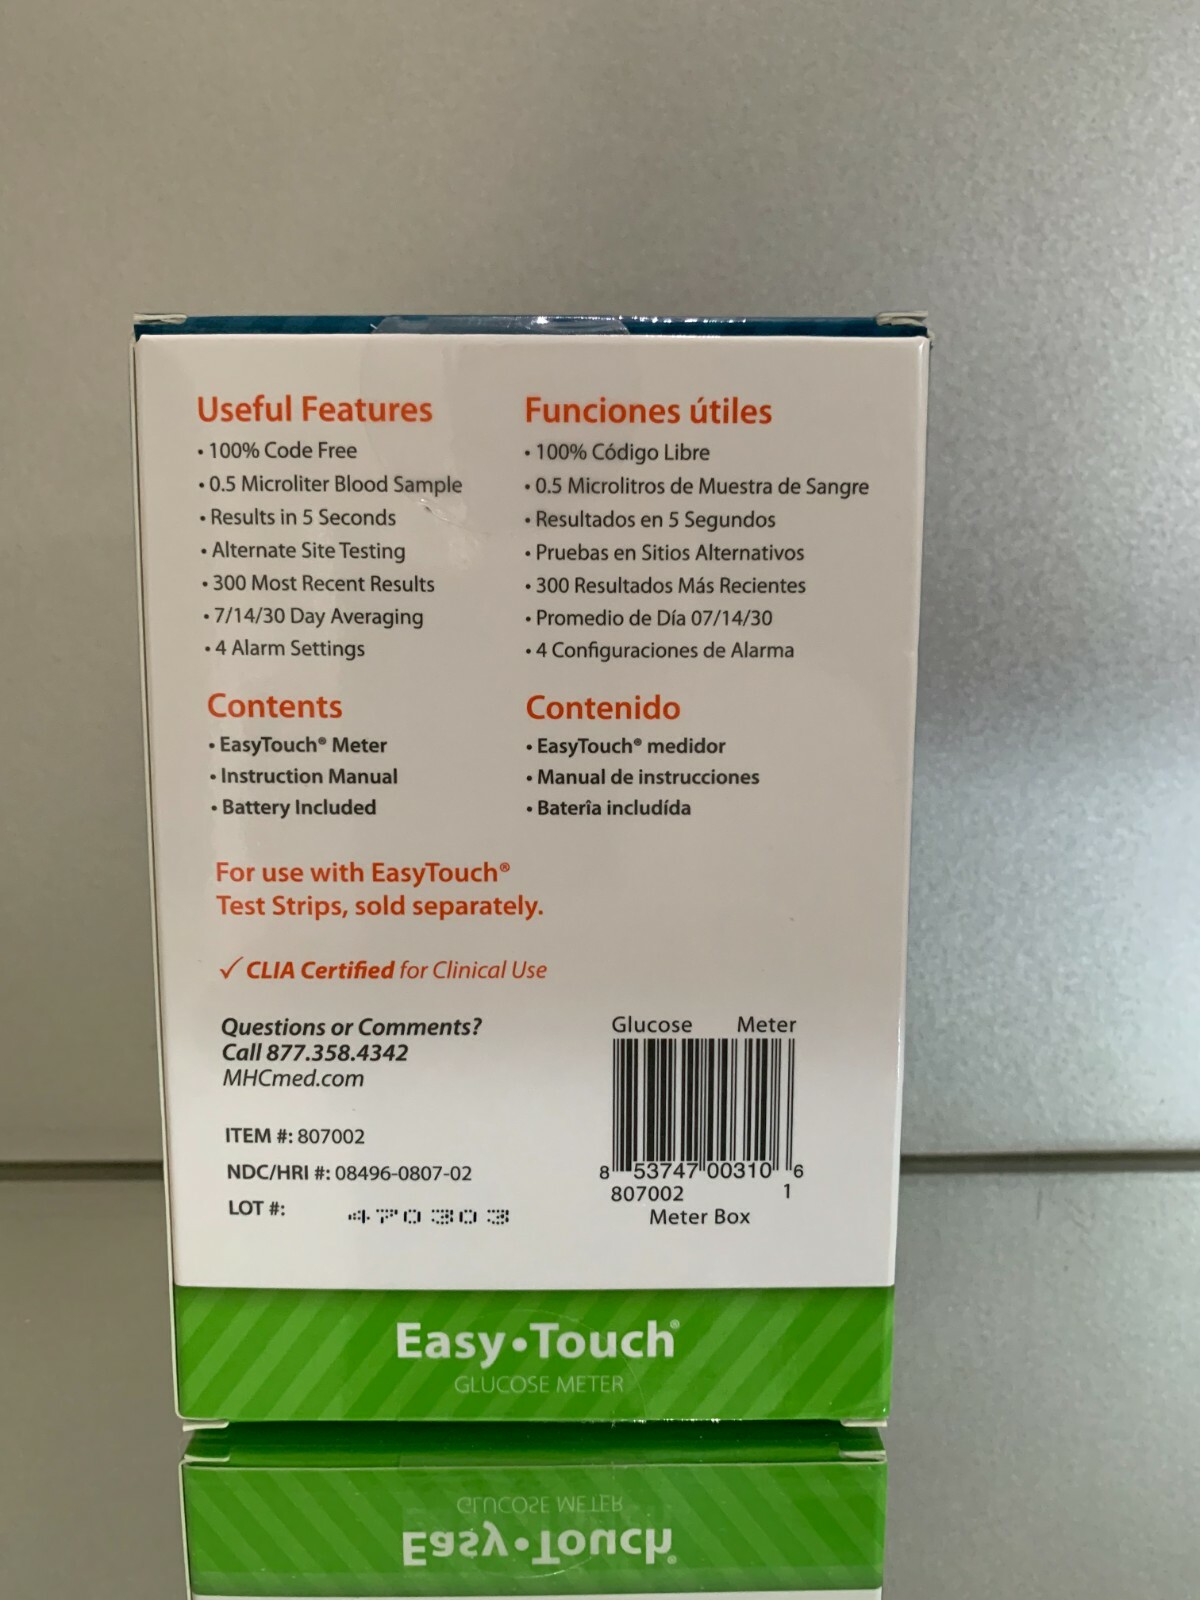 Useful Features
• 100% Code Free
• 0.5 Microliter Blood Sample
• Results in 5 Seconds
• Alternate Site Testing
• 300 Most Recent Results
• 7/14/30 Day Averaging
• 4 Alarm Settings
Contents
• EasyTouch® Meter
• Instruction Manual
• Battery Included
Funciones útiles
• 100% Código Libre
• 0.5 Microlitros de Muestra de Sangre
• Resultados en 5 Segundos
• Pruebas en Sitios Alternativos
• 300 Resultados Más Recientes
• Promedio de Día 07/14/30
• 4 Configuraciones de Alarma
Contenido
• EasyTouch® medidor
• Manual de instrucciones
• Baterîa includída
For use with EasyTouch®
Test Strips, sold separately.
✓ CLIA Certified for Clinical Use
Questions or Comments?
Call 877.358.4342
MHCmed.com
ITEM #: 807002
NDC/HRI #: 08496-0807-02
LOT #: 470303
Glucose Meter
8 53747 00310 6
807002 1
Meter Box
Easy•Touch®
GLUCOSE METER
GLUCOSE METER
Easy•Touch®